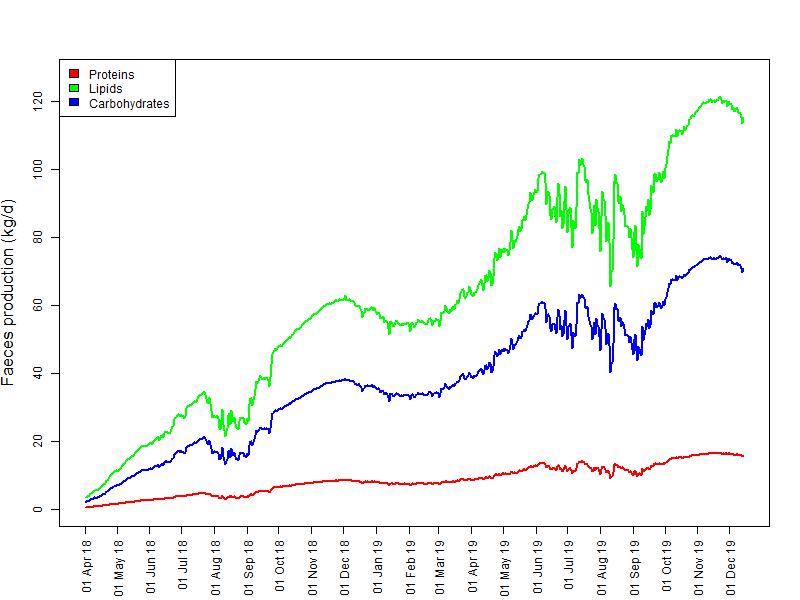 Proteins
Lipids
Carbohydrates
Faeces production (kg/d)
0
20
40
60
80
100
120
01 Apr 18
01 May 18
01 Jun 18
01 Jul 18
01 Aug 18
01 Sep 18
01 Oct 18
01 Nov 18
01 Dec 18
01 Jan 19
01 Feb 19
01 Mar 19
01 Apr 19
01 May 19
01 Jun 19
01 Jul 19
01 Aug 19
01 Sep 19
01 Oct 19
01 Nov 19
01 Dec 19